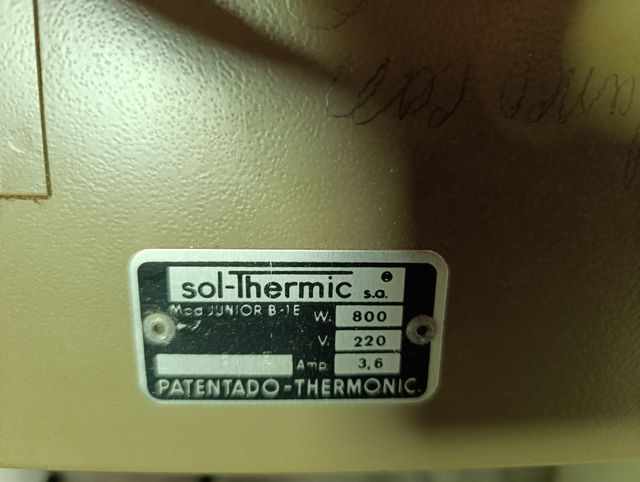 sol-Thermic ® s.a.
Mod JUNIOR B-1E W. 800
V. 220
Amp. 3,6
PATENTADO-THERMONIC.